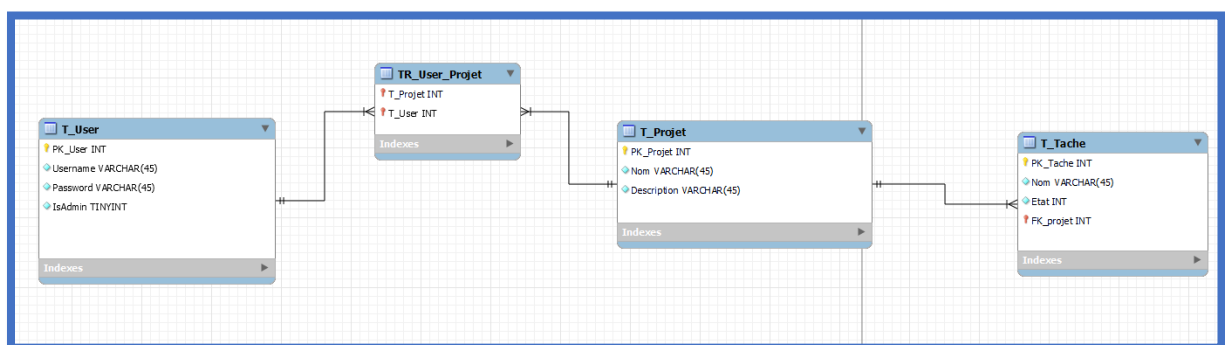 T_User
PK_User INT
Username VARCHAR(45)
Password VARCHAR(45)
IsAdmin TINYINT
Indexes
TR_User_Projet
T_Projet INT
T_User INT
Indexes
T_Projet
PK_Projet INT
Nom VARCHAR(45)
Description VARCHAR(45)
Indexes
T_Tache
PK_Tache INT
Nom VARCHAR(45)
Etat INT
FK_projet INT
Indexes